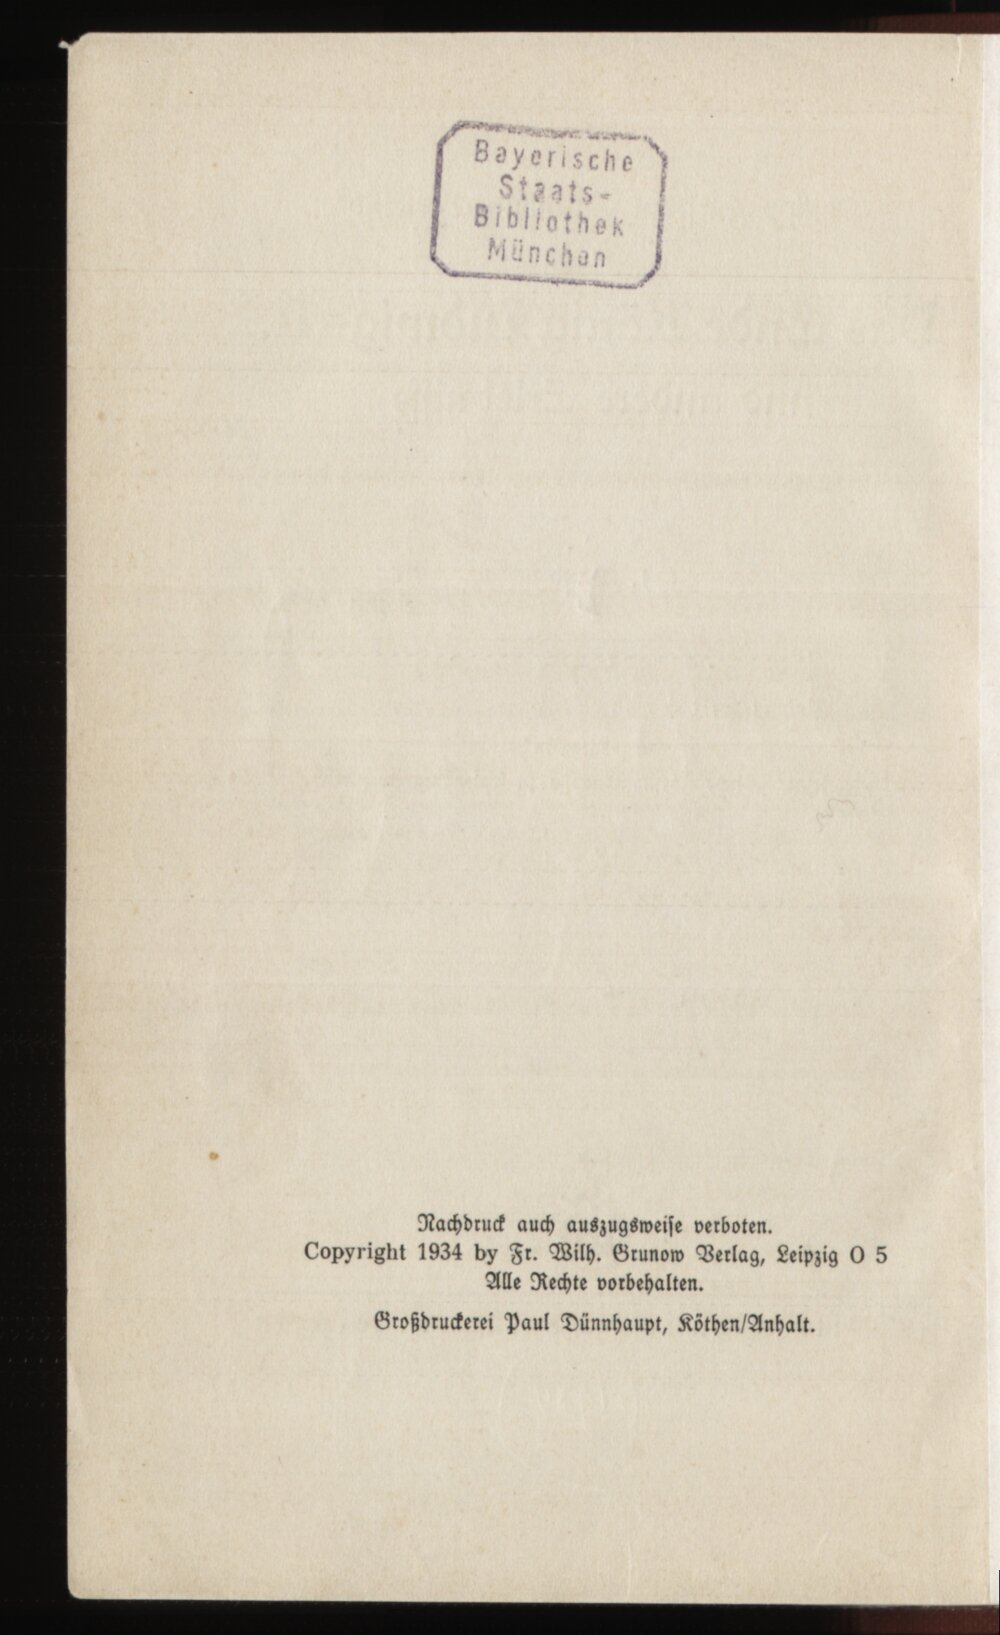 Bayerische
Staats-
Bibliothek
München
Nachdruck auch auszugsweise verboten.
Copyright 1934 by Fr. Wilh. Grunow Verlag, Leipzig O 5
Alle Rechte vorbehalten.
Großdruckerei Paul Dünnhaupt, Köthen/Anhalt.